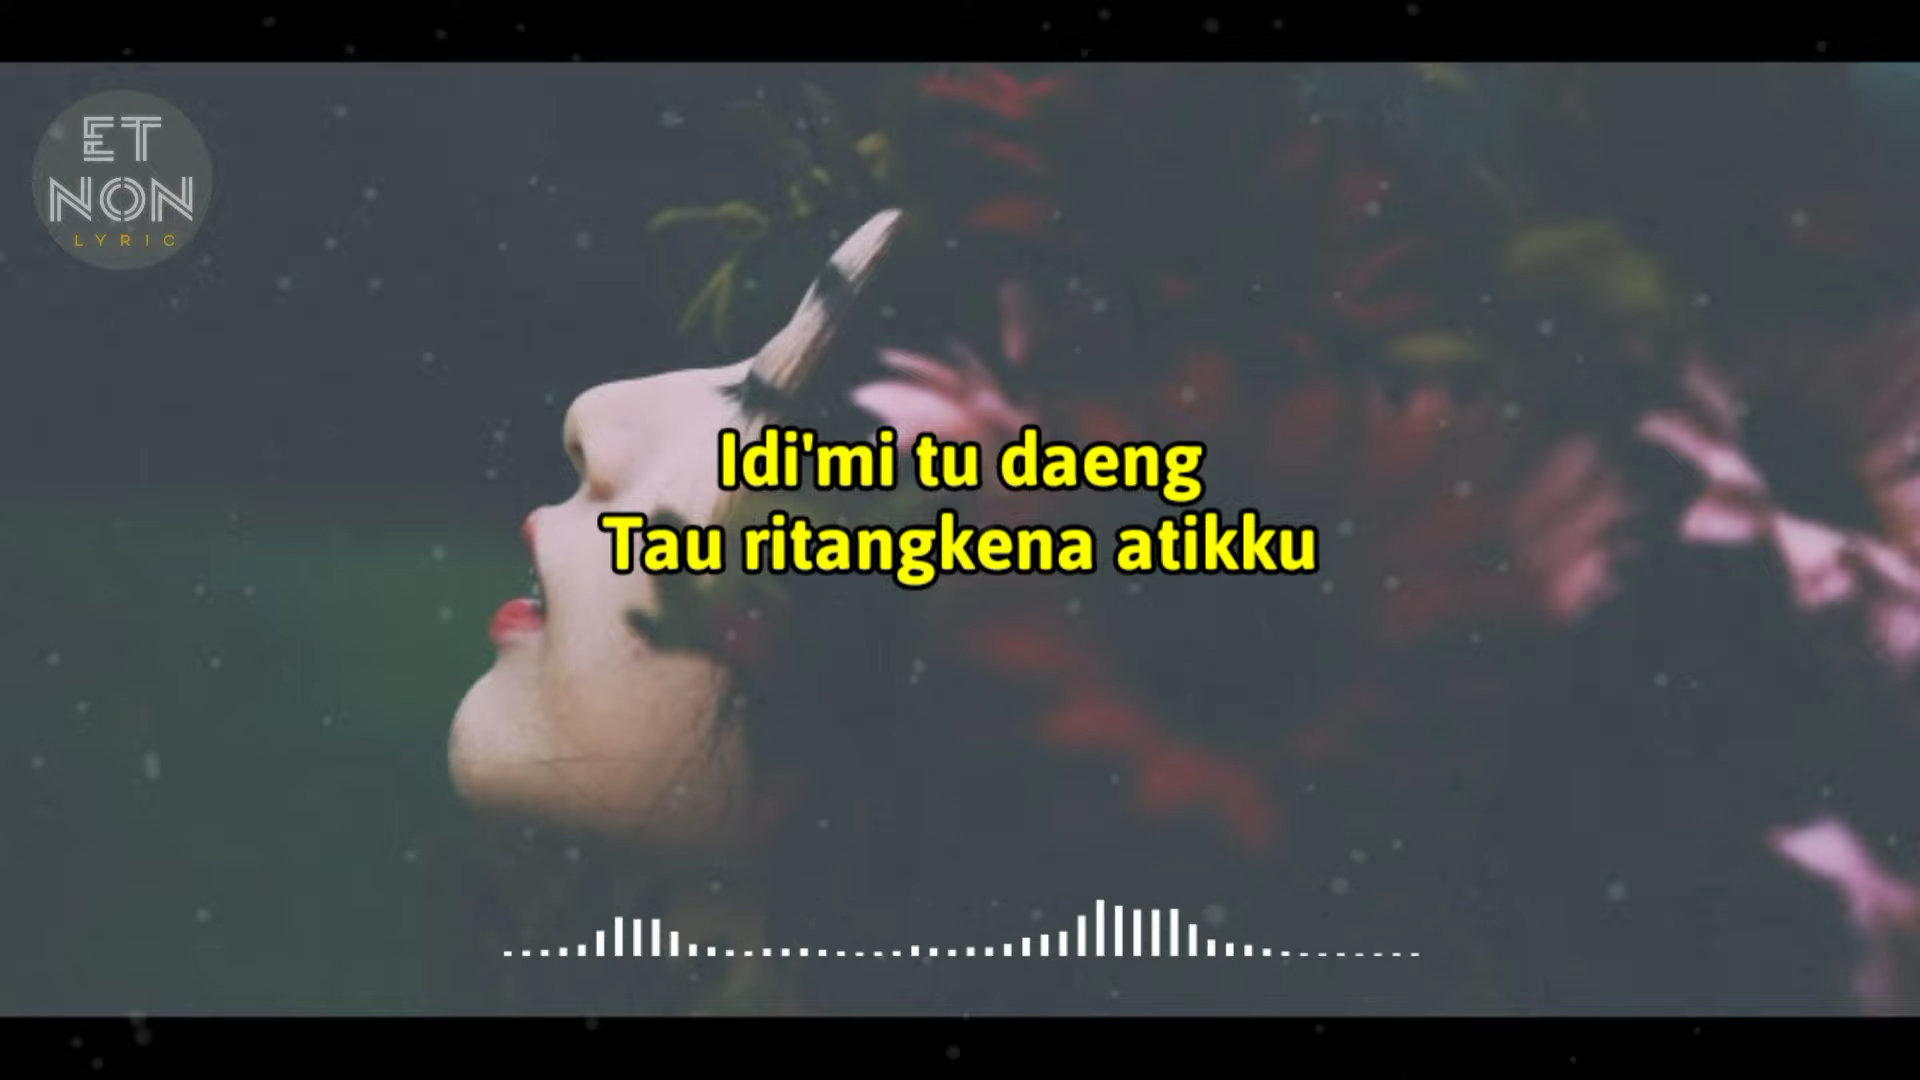 ET
NON
LYRIC
Idi'mi tu daeng
Tau ritangkena atikku